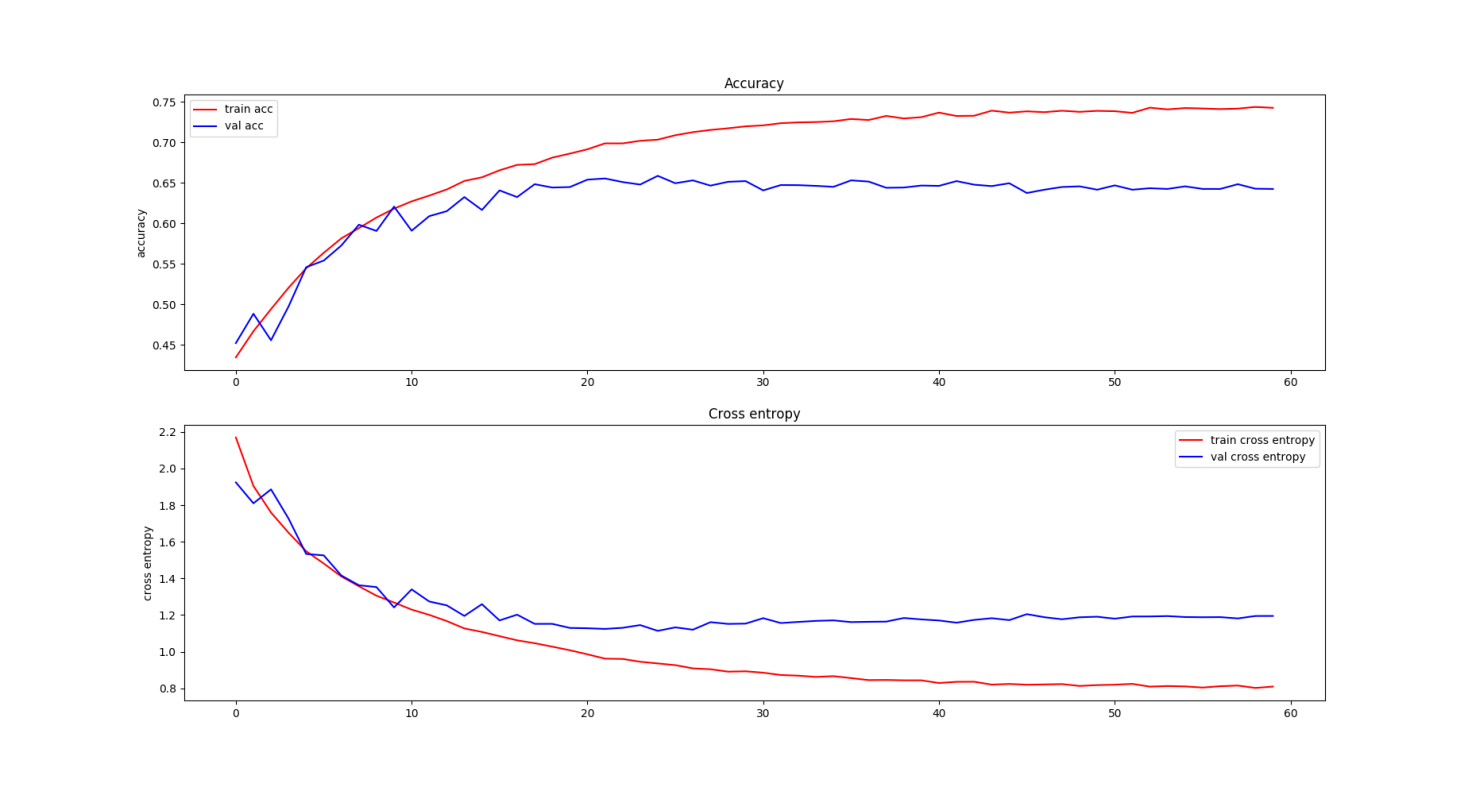 Accuracy
train acc
val acc
accuracy
0.75
0.70
0.65
0.60
0.55
0.50
0.45
0 10 20 30 40 50 60
Cross entropy
train cross entropy
val cross entropy
cross entropy
2.2
2.0
1.8
1.6
1.4
1.2
1.0
0.8
0 10 20 30 40 50 60